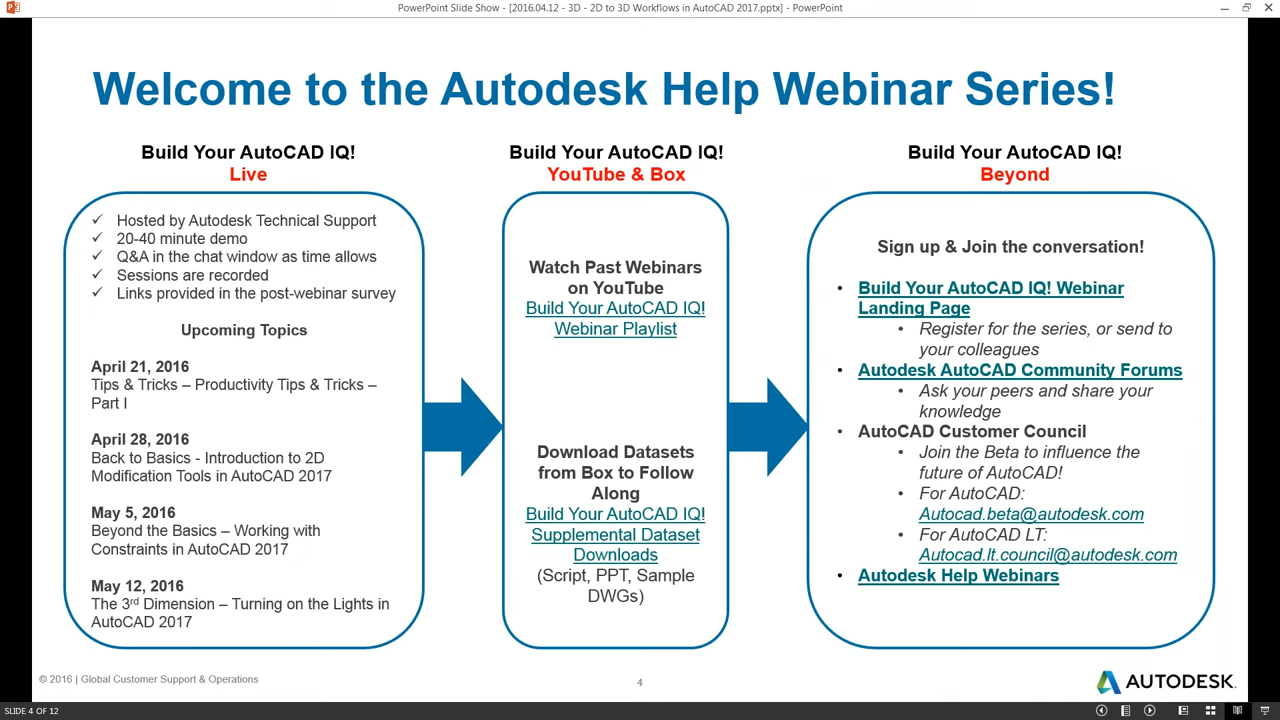 PowerPoint Slide Show - [2016.04.12 - 3D - 2D to 3D Workflows in AutoCAD 2017.pptx] - PowerPoint
Welcome to the Autodesk Help Webinar Series!
Build Your AutoCAD IQ!
Live
✓ Hosted by Autodesk Technical Support
✓ 20-40 minute demo
✓ Q&A in the chat window as time allows
✓ Sessions are recorded
✓ Links provided in the post-webinar survey
Upcoming Topics
April 21, 2016
Tips & Tricks – Productivity Tips & Tricks –
Part I
April 28, 2016
Back to Basics - Introduction to 2D
Modification Tools in AutoCAD 2017
May 5, 2016
Beyond the Basics – Working with
Constraints in AutoCAD 2017
May 12, 2016
The 3rd Dimension – Turning on the Lights in
AutoCAD 2017
Build Your AutoCAD IQ!
YouTube & Box
Watch Past Webinars
on YouTube
Build Your AutoCAD IQ!
Webinar Playlist
Download Datasets
from Box to Follow
Along
Build Your AutoCAD IQ!
Supplemental Dataset
Downloads
(Script, PPT, Sample
DWGs)
Build Your AutoCAD IQ!
Beyond
Sign up & Join the conversation!
• Build Your AutoCAD IQ! Webinar
Landing Page
• Register for the series, or send to
your colleagues
• Autodesk AutoCAD Community Forums
• Ask your peers and share your
knowledge
• AutoCAD Customer Council
• Join the Beta to influence the
future of AutoCAD!
• For AutoCAD:
Autocad.beta@autodesk.com
• For AutoCAD LT:
Autocad.lt.council@autodesk.com
• Autodesk Help Webinars
© 2016 | Global Customer Support & Operations
4
AUTODESK.
SLIDE 4 OF 12